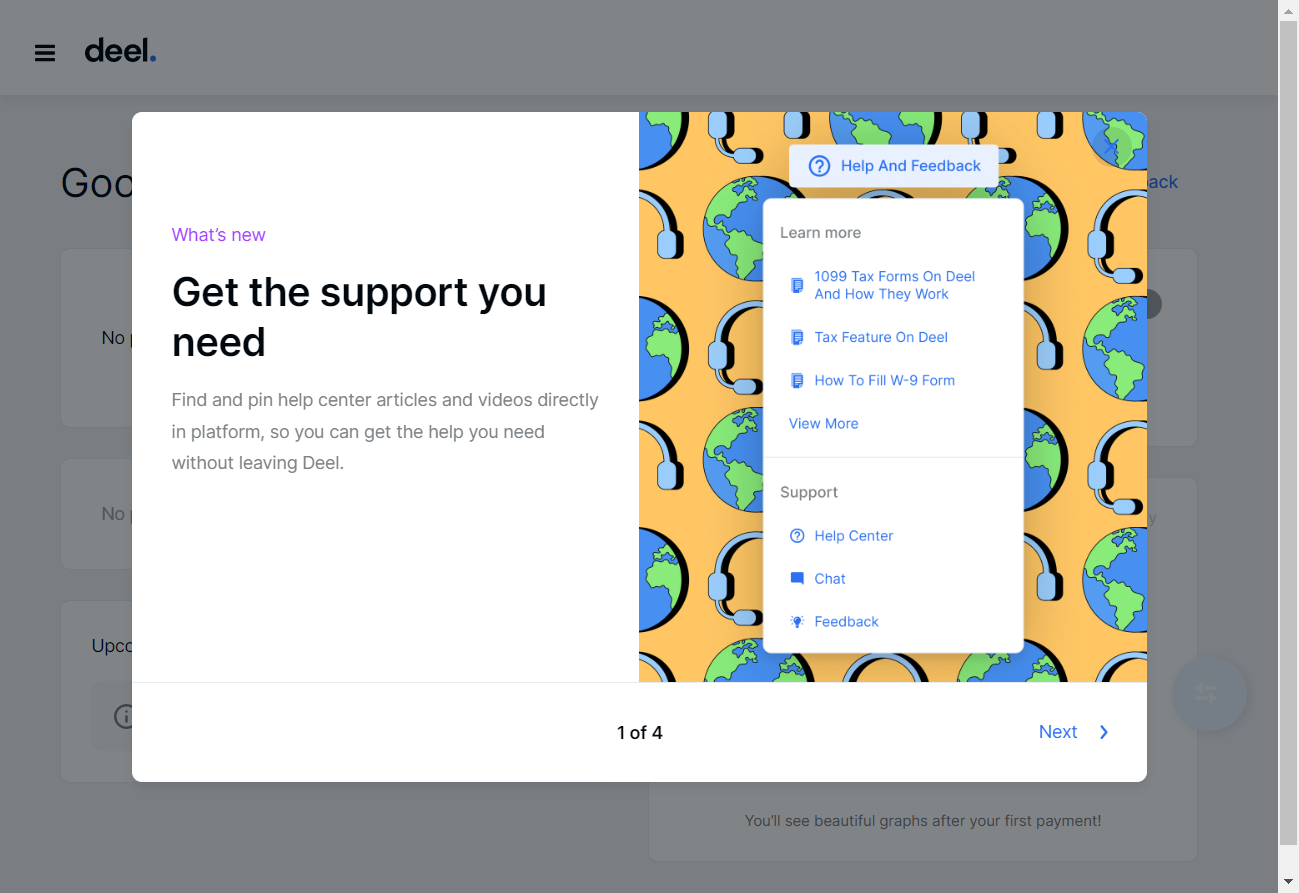 deel.
What's new
Get the support you
need
Find and pin help center articles and videos directly
in platform, so you can get the help you need
without leaving Deel.
Help And Feedback
Learn more
1099 Tax Forms On Deel
And How They Work
Tax Feature On Deel
How To Fill W-9 Form
View More
Support
Help Center
Chat
Feedback
1 of 4
Next
No
No
You'll see beautiful graphs after your first payment!